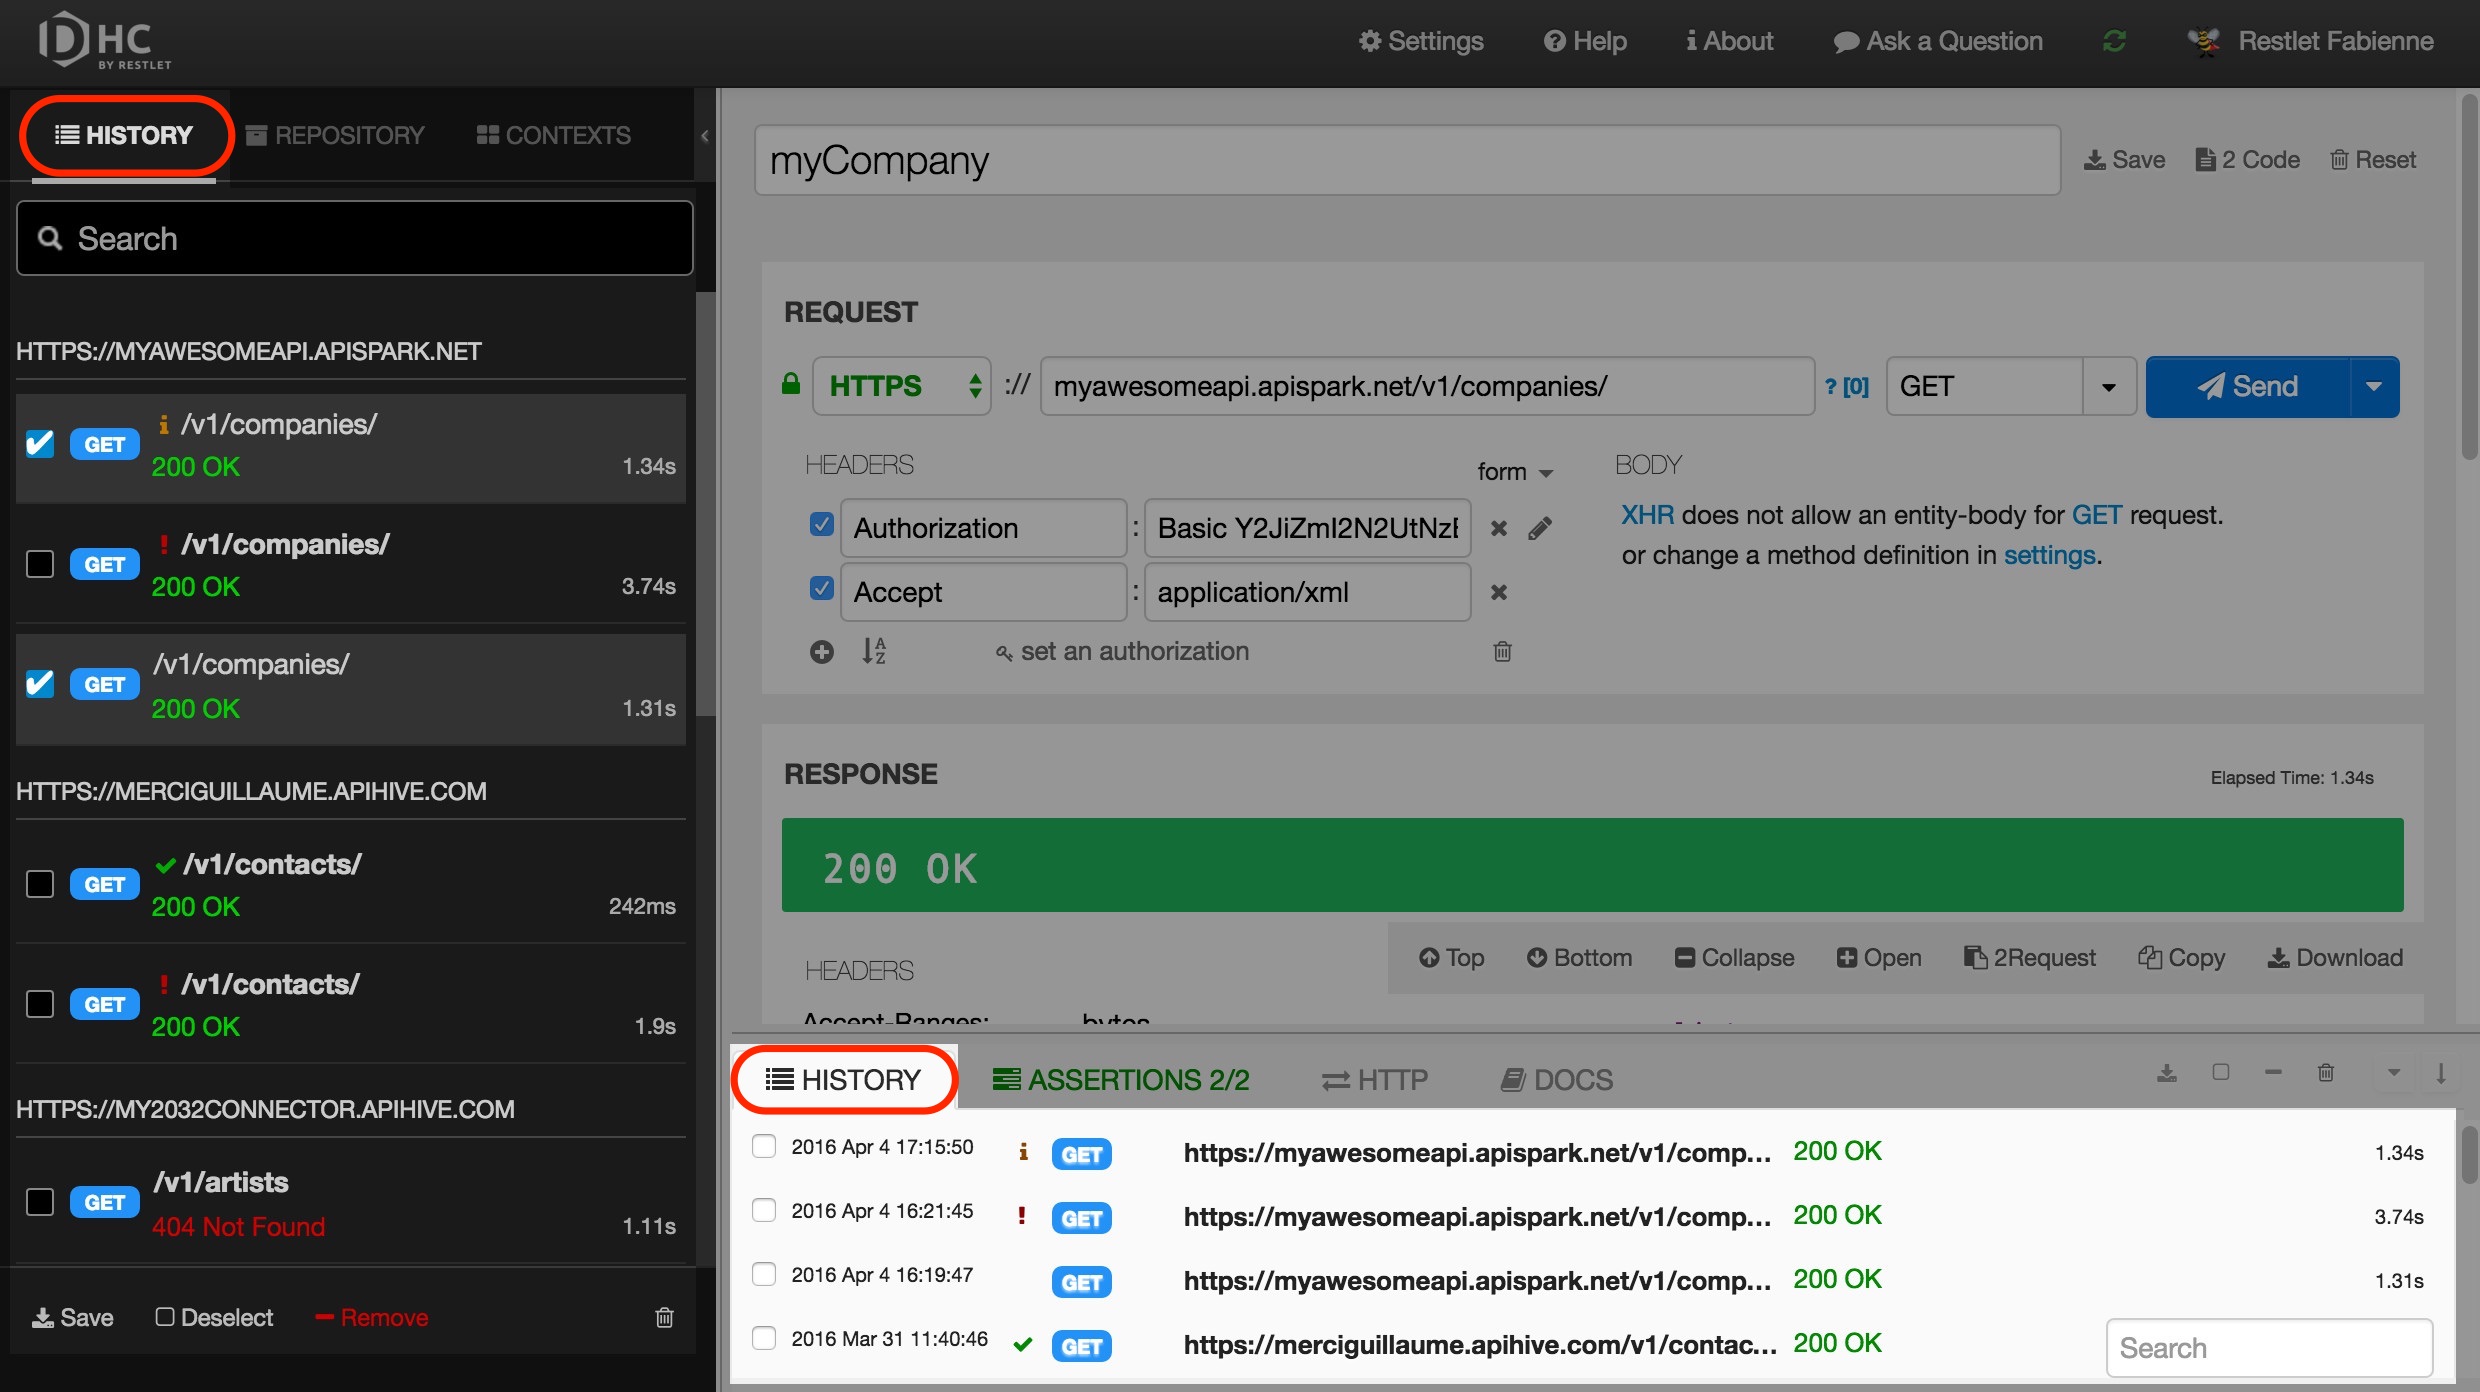 DHC
BY RESTLET
Settings
Help
About
Ask a Question
Restlet Fabienne
HISTORY
REPOSITORY
CONTEXTS
Search
HTTPS://MYAWESOMEAPI.APISPARK.NET
GET
/v1/companies/
200 OK
1.34s
GET
! /v1/companies/
200 OK
3.74s
GET
/v1/companies/
200 OK
1.31s
HTTPS://MERCIGUILLAUME.APIHIVE.COM
GET
/v1/contacts/
200 OK
242ms
GET
! /v1/contacts/
200 OK
1.9s
HTTPS://MY2032CONNECTOR.APIHIVE.COM
GET
/v1/artists
404 Not Found
1.11s
Save
Deselect
Remove
myCompany
Save
2 Code
Reset
REQUEST
HTTPS
://
myawesomeapi.apispark.net/v1/companies/
? [0]
GET
Send
HEADERS
form
Authorization : Basic Y2JiZmI2N2UtNzE
Accept : application/xml
set an authorization
BODY
XHR does not allow an entity-body for GET request.
or change a method definition in settings.
RESPONSE
Elapsed Time: 1.34s
200 OK
Top
Bottom
Collapse
Open
2Request
Copy
Download
HEADERS
Accept-Ranges: bytes
HISTORY
ASSERTIONS 2/2
HTTP
DOCS
2016 Apr 4 17:15:50 GET https://myawesomeapi.apispark.net/v1/comp... 200 OK 1.34s
2016 Apr 4 16:21:45 ! GET https://myawesomeapi.apispark.net/v1/comp... 200 OK 3.74s
2016 Apr 4 16:19:47 GET https://myawesomeapi.apispark.net/v1/comp... 200 OK 1.31s
2016 Mar 31 11:40:46 GET https://merciguillaume.apihive.com/v1/contac... 200 OK
Search